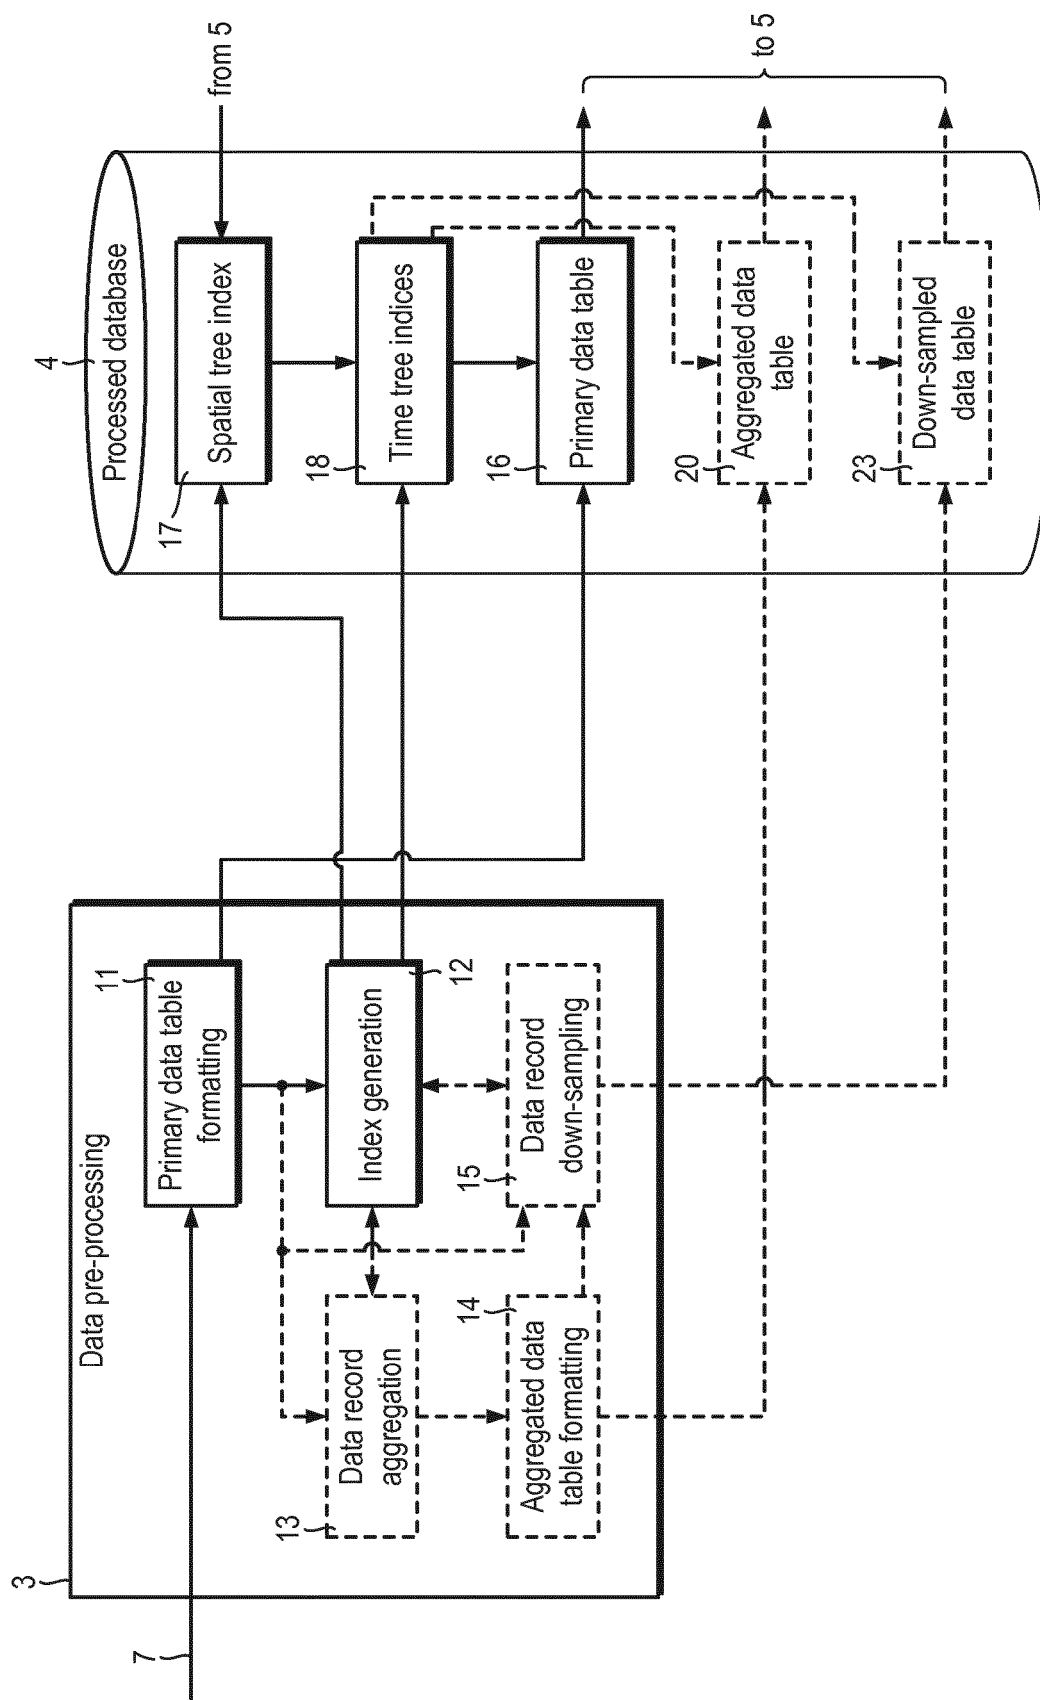 3
Data pre-processing
7
11
Primary data table
formatting
12
Index generation
13
Data record
aggregation
14
Aggregated data
table formatting
15
Data record
down-sampling
4
Processed database
from 5
17
Spatial tree index
18
Time tree indices
16
Primary data table
20
Aggregated data
table
23
Down-sampled
data table
to 5